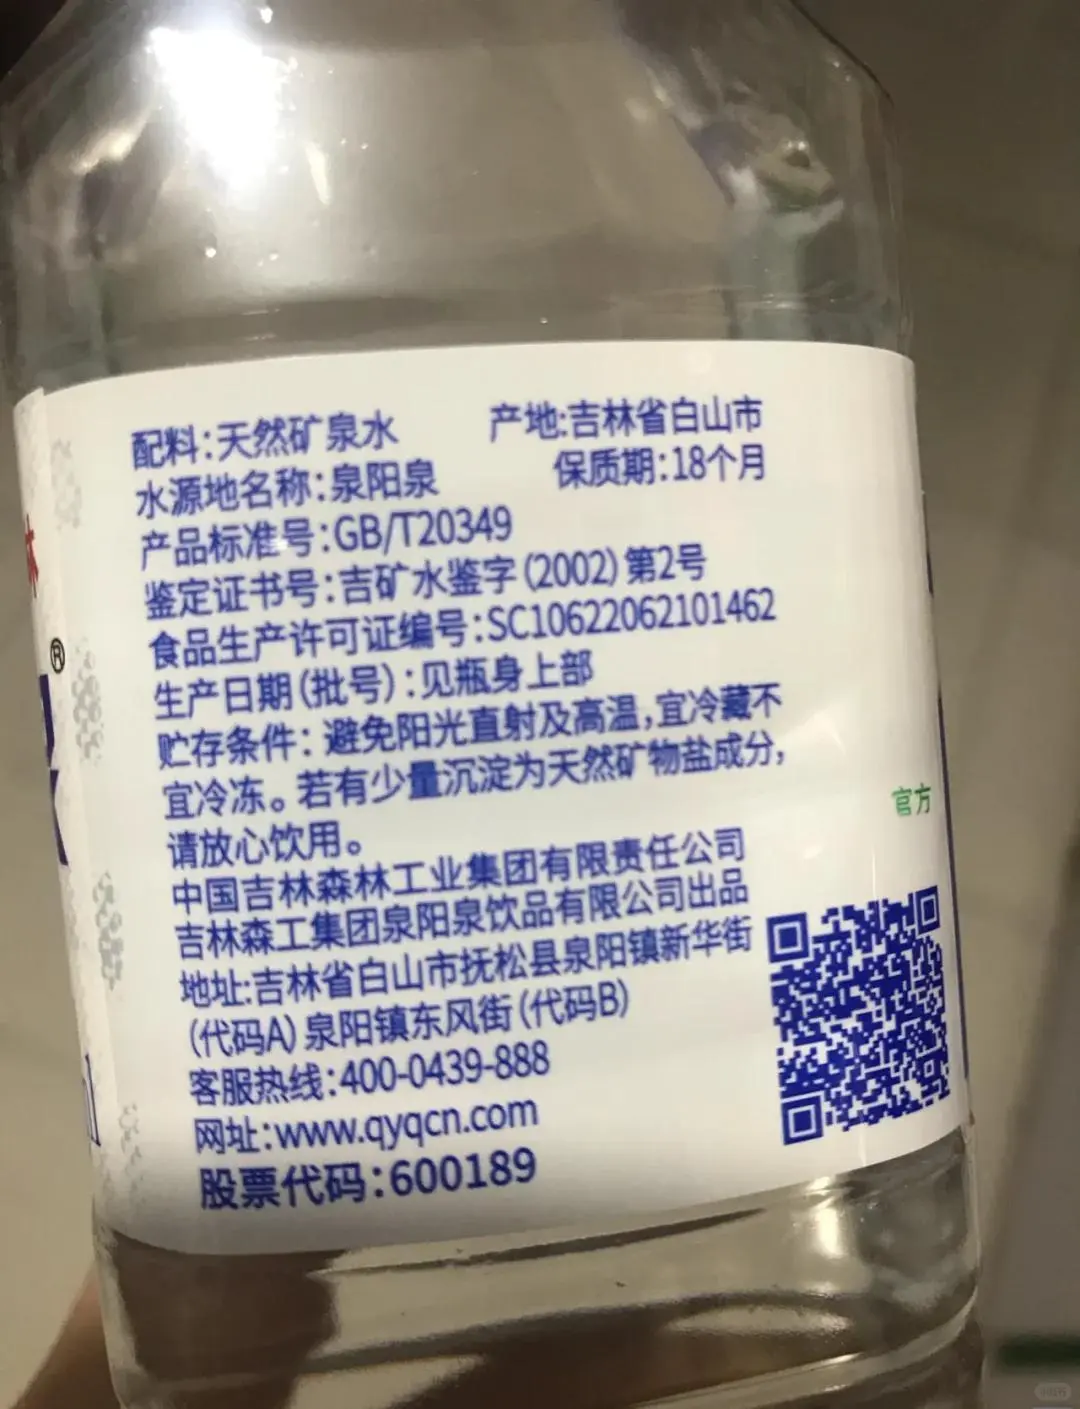 配料：天然矿泉水 产地：吉林省白山市
水源地名称：泉阳泉 保质期：18个月
产品标准号：GB/T20349
鉴定证书号：吉矿水鉴字（2002）第2号
食品生产许可证编号：SC10622062101462
生产日期（批号）：见瓶身上部
贮存条件：避免阳光直射及高温，宜冷藏不
宜冷冻。若有少量沉淀为天然矿物盐成分，
请放心饮用。
中国吉林森林工业集团有限责任公司
吉林森工集团泉阳泉饮品有限公司出品
地址：吉林省白山市抚松县泉阳镇新华街
（代码A）泉阳镇东风街（代码B）
客服热线：400-0439-888
网址：www.qyqcn.com
股票代码：600189
官方
®